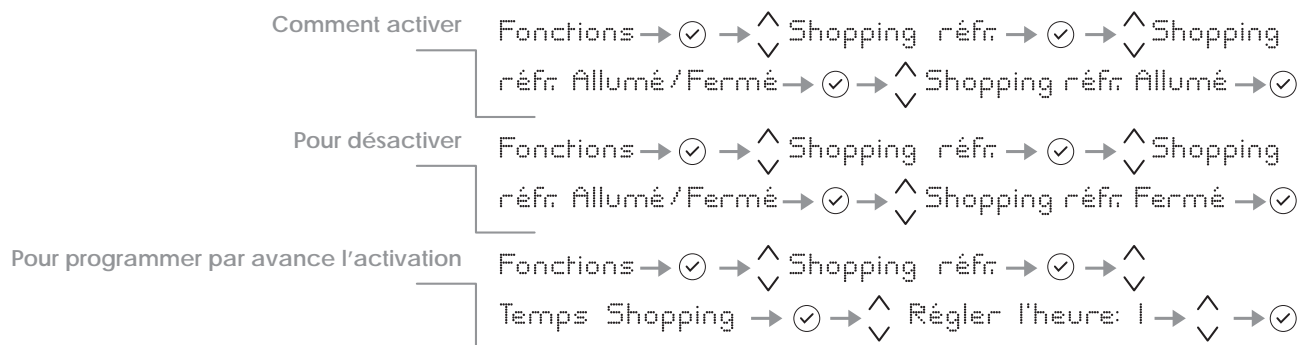 Comment activer
Fonctions → ✓ → Shopping réfr. → ✓ → Shopping
réfr. Allumé/Fermé → ✓ → Shopping réfr. Allumé → ✓
Pour désactiver
Fonctions → ✓ → Shopping réfr. → ✓ → Shopping
réfr. Allumé/Fermé → ✓ → Shopping réfr. Fermé → ✓
Pour programmer par avance l’activation
Fonctions → ✓ → Shopping réfr. → ✓ →
Temps Shopping → ✓ → Régler l'heure: 1 → → ✓